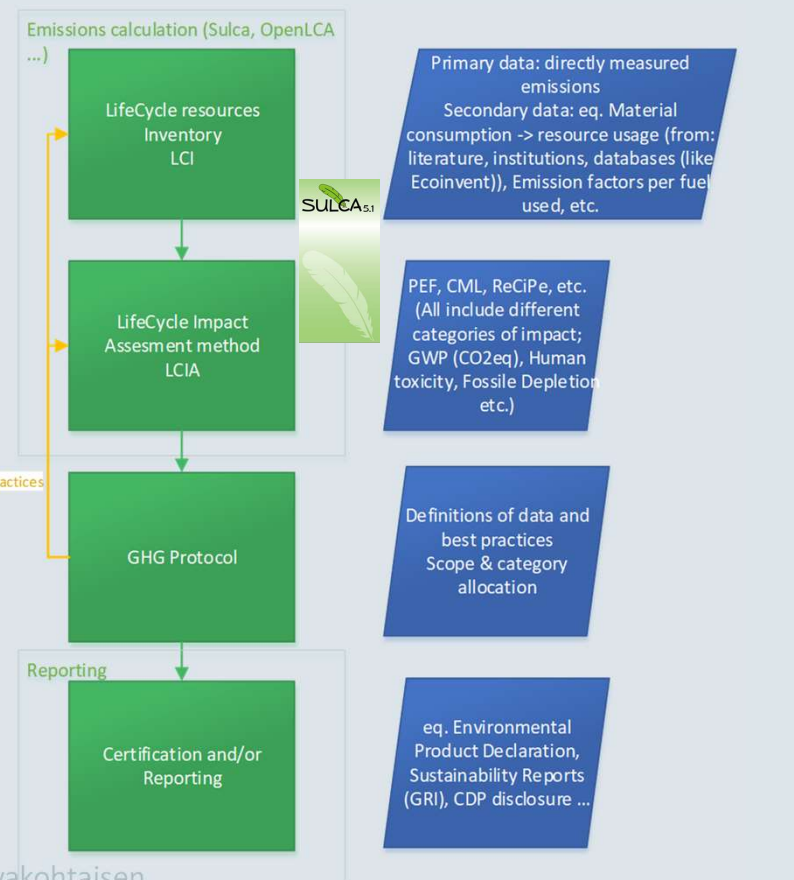 Emissions calculation (Sulca, OpenLCA
...)
LifeCycle resources
Inventory
LCI
Primary data: directly measured
emissions
Secondary data: eq. Material
consumption -> resource usage (from:
literature, institutions, databases (like
Ecoinvent)), Emission factors per fuel
used, etc.
SULCA 5.1
LifeCycle Impact
Assesment method
LCIA
PEF, CML, ReCiPe, etc.
(All include different
categories of impact;
GWP (CO2eq), Human
toxicity, Fossile Depletion
etc.)
actices
GHG Protocol
Definitions of data and
best practices
Scope & category
allocation
Reporting
Certification and/or
Reporting
eq. Environmental
Product Declaration,
Sustainability Reports
(GRI), CDP disclosure ...
vakohtaisen